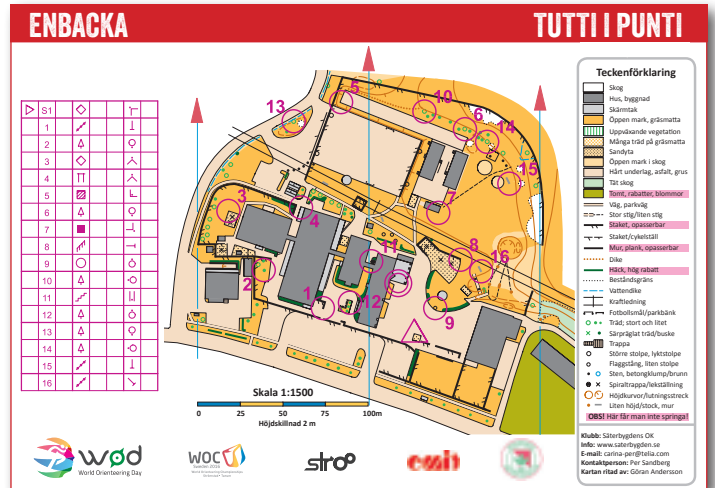 ENBACKA
TUTTI I PUNTI
S1
1
2
3
4
5
6
7
8
9
10
11
12
13
14
15
16
13
5
10
6
14
15
3
4
7
11
8
16
2
1
12
9
Skala 1:1500
0
25
50
75
100m
Höjdskillnad 2 m
Teckenförklaring
Skog
Hus, byggnad
Skärmtak
Öppen mark, gräsmatta
Uppväxande vegetation
Många träd på gräsmatta
Sandyta
Öppen mark i skog
Hårt underlag, asfalt, grus
Tät skog
Tomt, rabatter, blommor
Väg, parkväg
Stor stig/liten stig
Staket, opasserbar
Staket/cykelställ
Mur, plank, opasserbar
Dike
Häck, hög rabatt
Beståndsgräns
Vattendike
Kraftledning
Fotbollsmål/parkbänk
Träd; stort och litet
Särpräglat träd/buske
Trappa
Större stolpe, lyktstolpe
Flaggstång, liten stolpe
Sten, betongklump/brunn
Spiraltrappa/lekställning
Höjdkurvor/lutningsstreck
Liten höjd/stock, mur
OBS! Här får man inte springa!
Klubb: Säterbygdens OK
Info: www.saterbygden.se
E-mail: carina-per@telia.com
Kontaktperson: Per Sandberg
Kartan ritad av: Göran Andersson
wød
World Orienteering Day
WOC
Sweden 2016
stro
emit